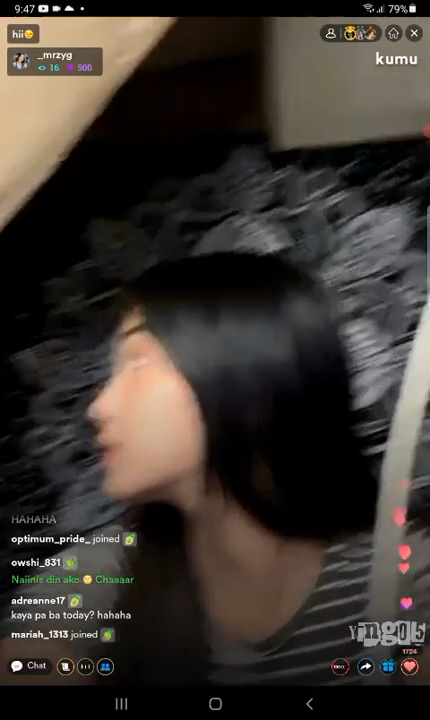 9:47
79%
hii😊
_mrzyg
16
500
kumu
HAHAHA
optimum_pride_ joined
owshi_831
Naiinis din ako 😬 Chaaaar
adreanne17
kaya pa ba today? hahaha
mariah_1313 joined
1724
Chat